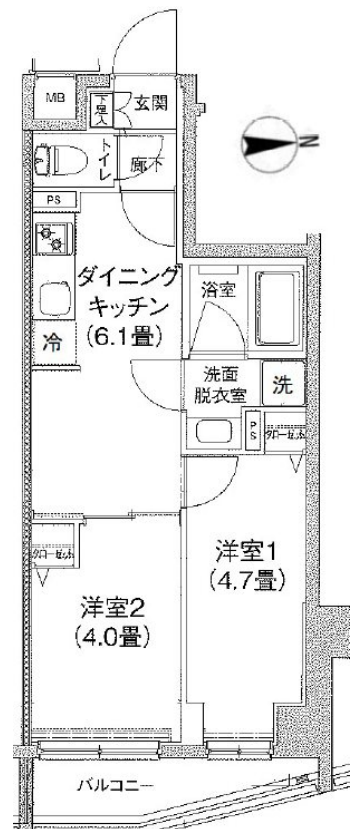 MB
下足入
玄関
トイレ
廊下
N
PS
ダイニング
キッチン
(6.1畳)
冷
浴室
洗面
脱衣室
洗
PS
クローゼット
洋室1
(4.7畳)
クローゼット
洋室2
(4.0畳)
バルコニー